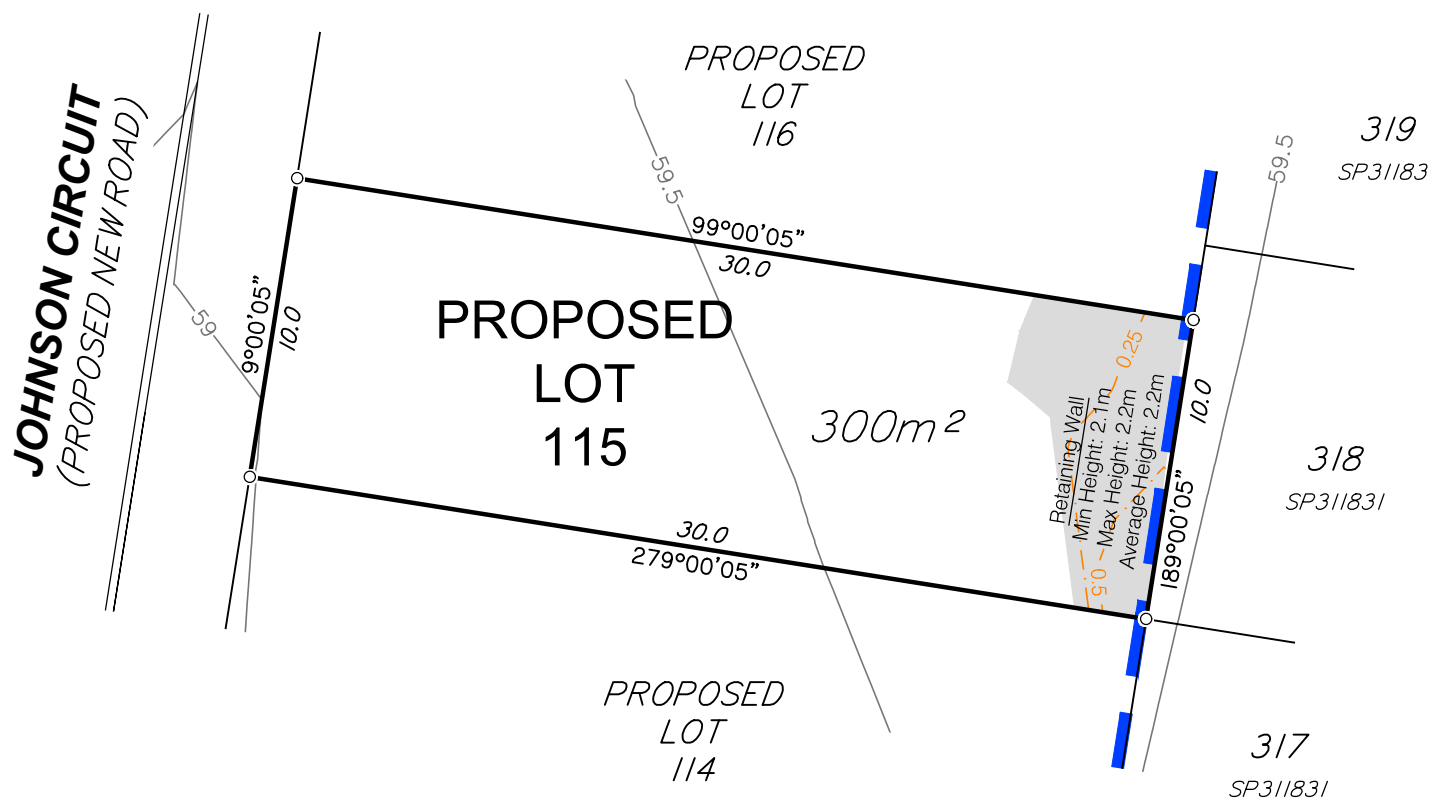 JOHNSON CIRCUIT
(PROPOSED NEW ROAD)
PROPOSED
LOT
116
319
SP31183
59.5
59.5
99°00'05"
30.0
59
9°00'05"
10.0
PROPOSED
LOT
115
300m²
0.25
Retaining Wall
Min Height: 2.1m
Max Height: 2.2m
Average Height: 2.2m
0.5
10.0
189°00'05"
318
SP311831
30.0
279°00'05"
PROPOSED
LOT
114
317
SP311831